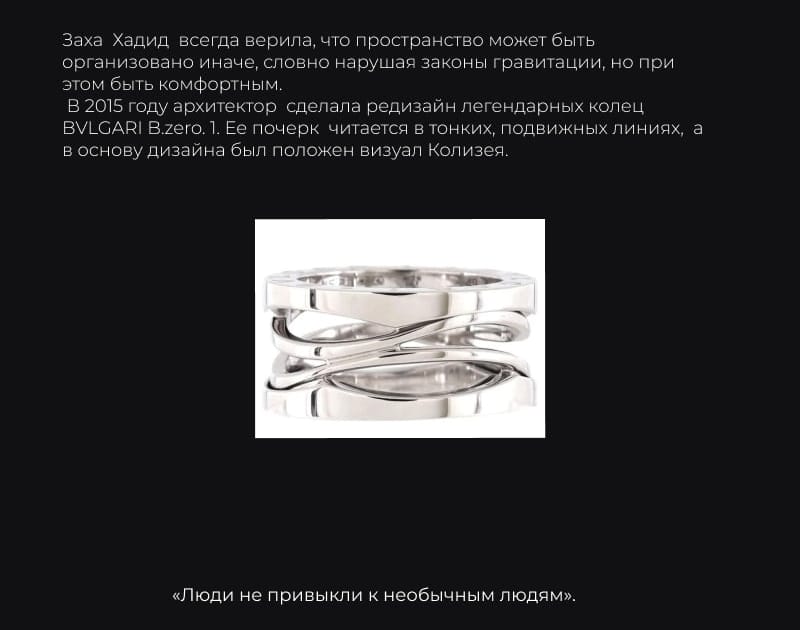 Заха  Хадид  всегда верила, что пространство может быть
организовано иначе, словно нарушая законы гравитации, но при
этом быть комфортным.
В 2015 году архитектор  сделала редизайн легендарных колец
BVLGARI B.zero. 1. Ее почерк  читается в тонких, подвижных линиях,  а
в основу дизайна был положен визуал Колизея.
«Люди не привыкли к необычным людям».